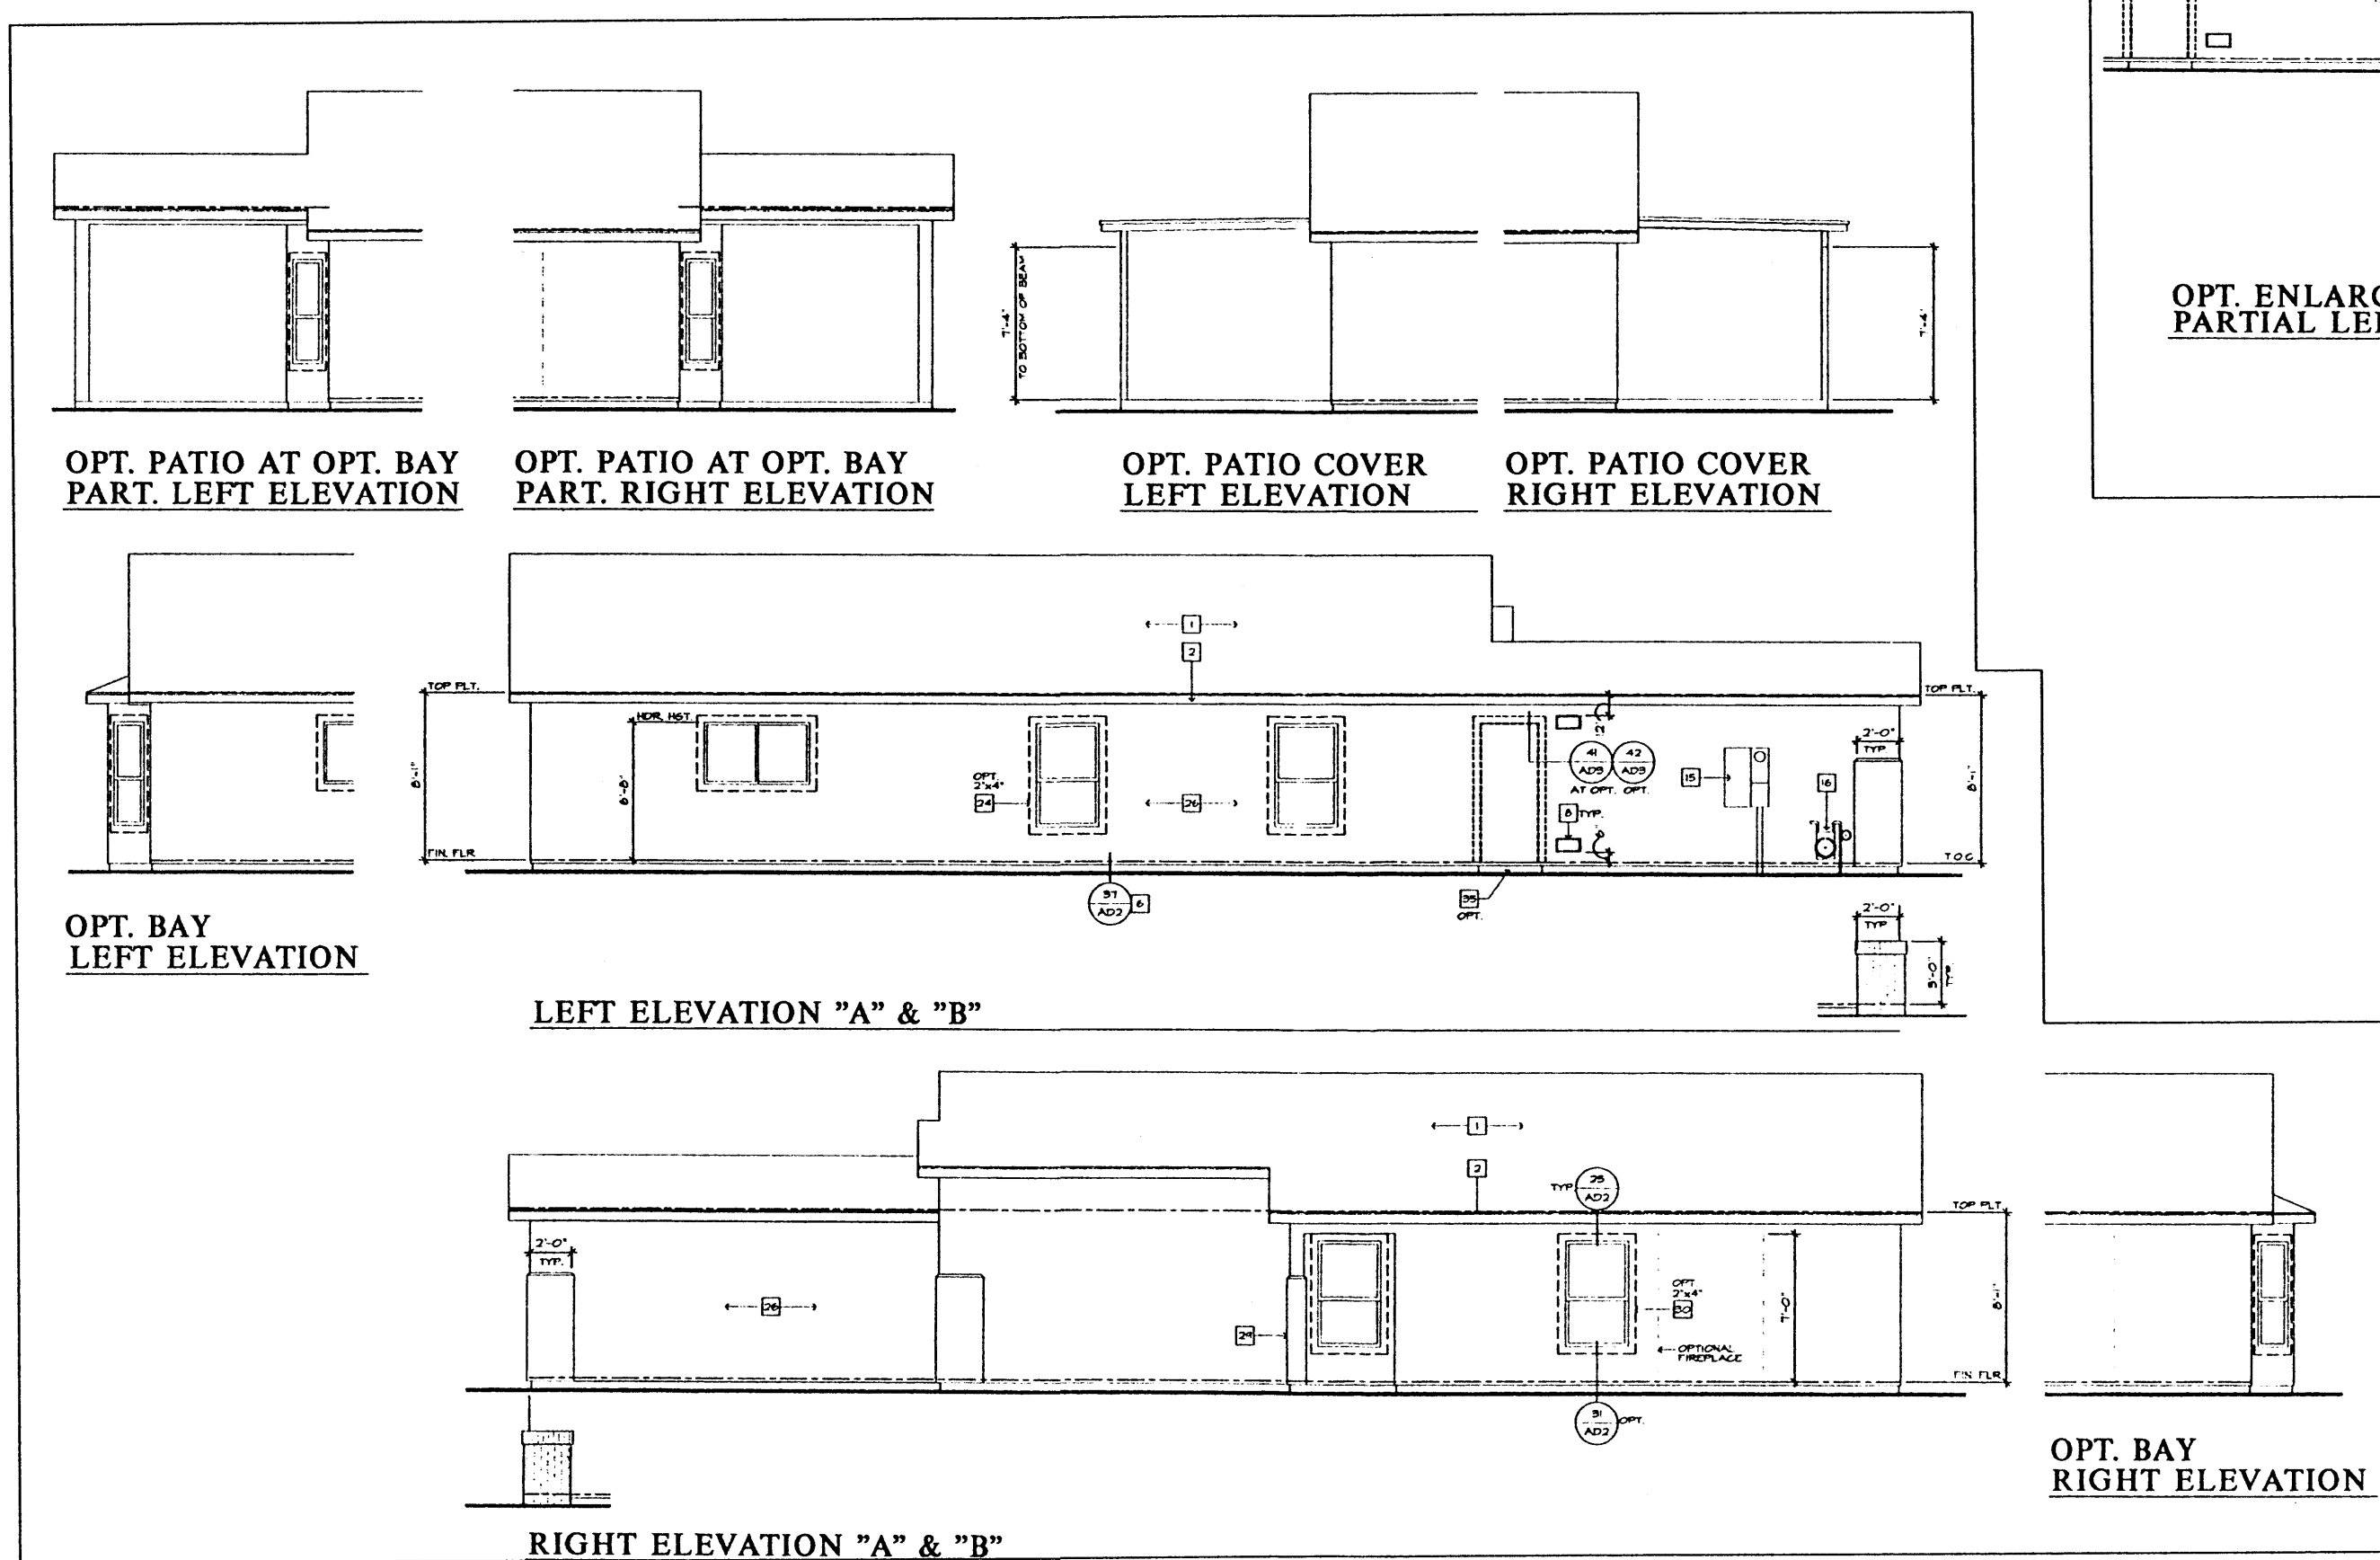 OPT. ENLARG
PARTIAL LEF
7'-4"
TO BOTTOM OF BEAM
7'-4"
OPT. PATIO AT OPT. BAY
PART. LEFT ELEVATION
OPT. PATIO AT OPT. BAY
PART. RIGHT ELEVATION
OPT. PATIO COVER
LEFT ELEVATION
OPT. PATIO COVER
RIGHT ELEVATION
1
2
TOP PLT.
HDR. HGT.
TOP PLT.
2'-0"
TYP
8'-1"
6'-8"
OPT.
2"x4"
24
26
41
AD3
42
AD3
AT OPT. OPT.
15
16
8'-1"
8
TYP.
FIN. FLR
T.O.C.
37
AD2
6
35
OPT.
OPT. BAY
LEFT ELEVATION
2'-0"
TYP
5'-0"
TYP.
LEFT ELEVATION "A" & "B"
1
2
TYP
25
AD2
TOP PLT.
2'-0"
TYP.
26
29
OPT.
2"x4"
30
7'-0"
8'-1"
OPTIONAL
FIREPLACE
FIN FLR
31
AD2
OPT.
OPT. BAY
RIGHT ELEVATION
RIGHT ELEVATION "A" & "B"